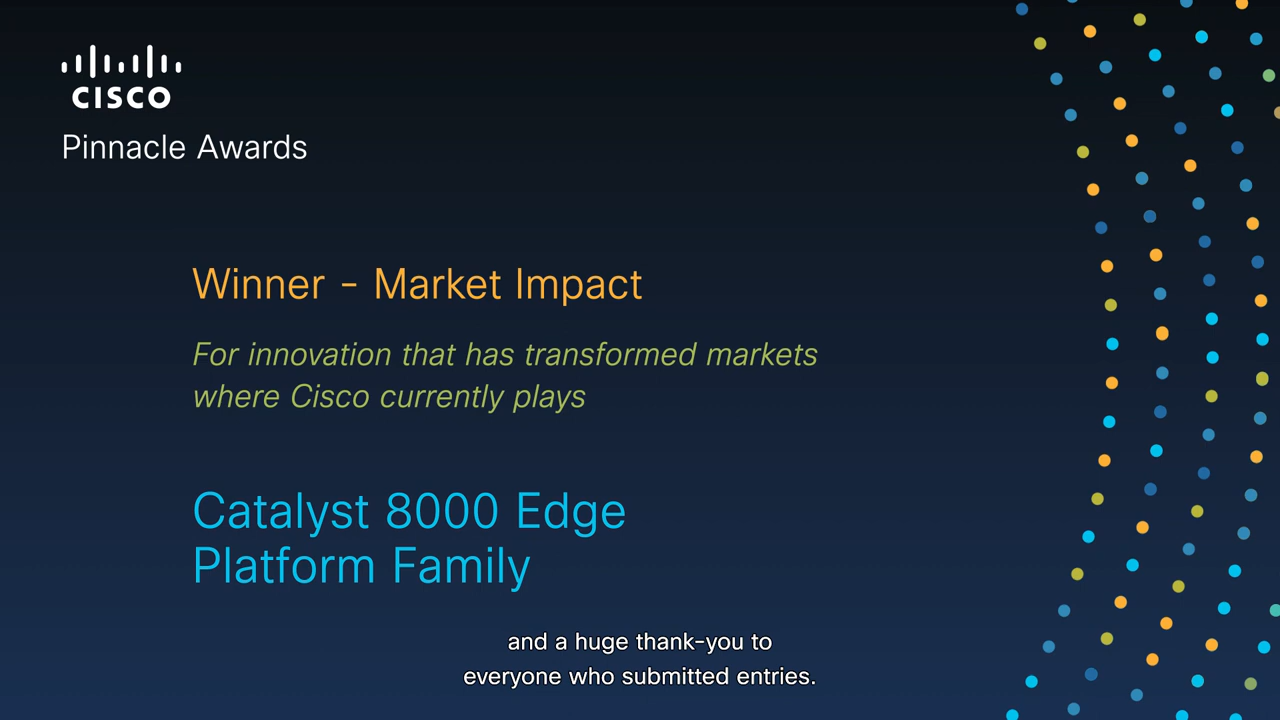 CISCO
Pinnacle Awards
Winner - Market Impact
For innovation that has transformed markets
where Cisco currently plays
Catalyst 8000 Edge
Platform Family
and a huge thank-you to
everyone who submitted entries.